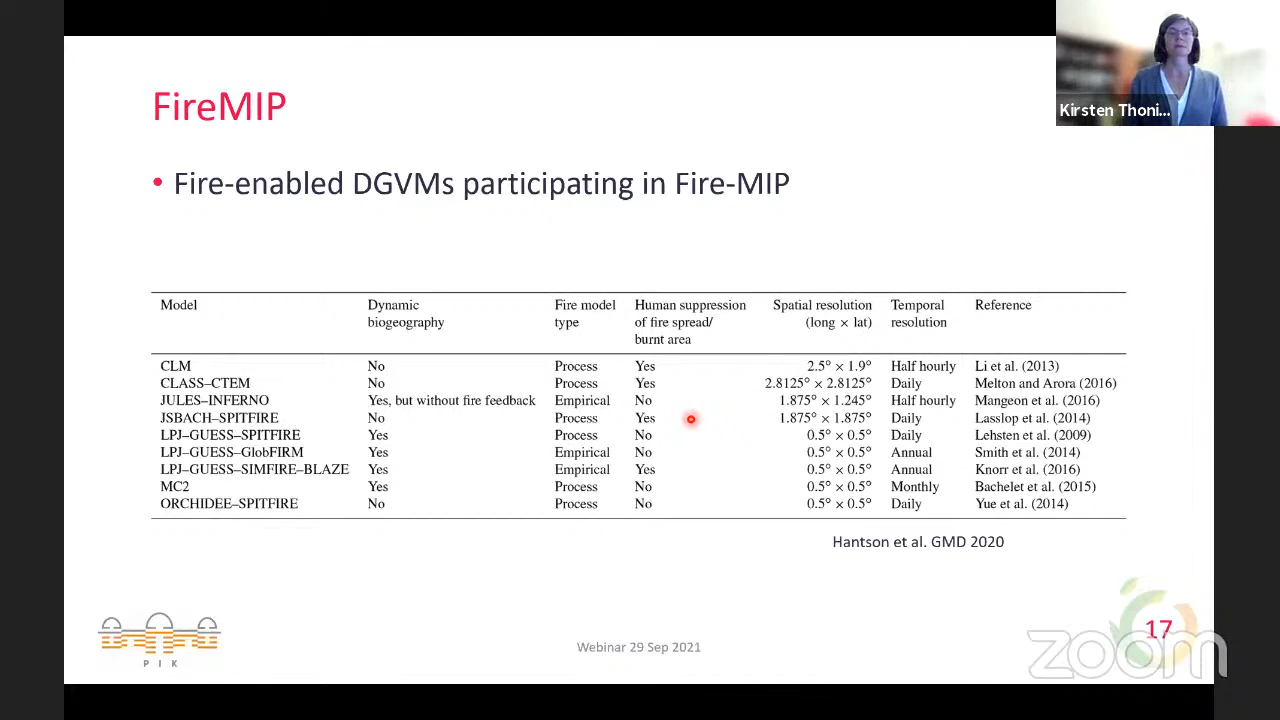 Kirsten Thoni...
FireMIP
• Fire-enabled DGVMs participating in Fire-MIP
Model Dynamic biogeography Fire model type Human suppression of fire spread/ burnt area Spatial resolution (long × lat) Temporal resolution Reference
CLM No Process Yes 2.5° × 1.9° Half hourly Li et al. (2013)
CLASS–CTEM No Process Yes 2.8125° × 2.8125° Daily Melton and Arora (2016)
JULES–INFERNO Yes, but without fire feedback Empirical No 1.875° × 1.245° Half hourly Mangeon et al. (2016)
JSBACH–SPITFIRE No Process Yes 1.875° × 1.875° Daily Lasslop et al. (2014)
LPJ–GUESS–SPITFIRE Yes Process No 0.5° × 0.5° Daily Lehsten et al. (2009)
LPJ–GUESS–GlobFIRM Yes Empirical No 0.5° × 0.5° Annual Smith et al. (2014)
LPJ–GUESS–SIMFIRE–BLAZE Yes Empirical Yes 0.5° × 0.5° Annual Knorr et al. (2016)
MC2 Yes Process No 0.5° × 0.5° Monthly Bachelet et al. (2015)
ORCHIDEE–SPITFIRE No Process No 0.5° × 0.5° Daily Yue et al. (2014)
Hantson et al. GMD 2020
P I K
Webinar 29 Sep 2021
17
zoom